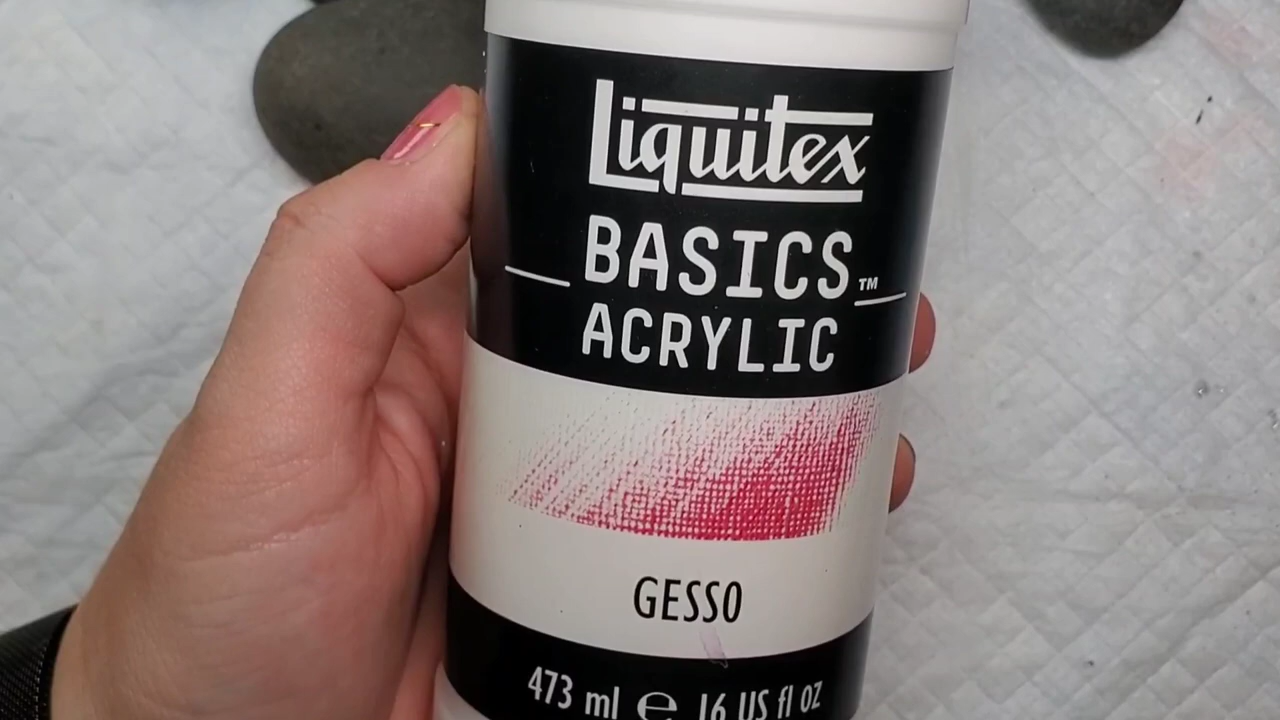 Liquitex
BASICS™
ACRYLIC
GESSO
473 ml ℮ 16 US fl oz